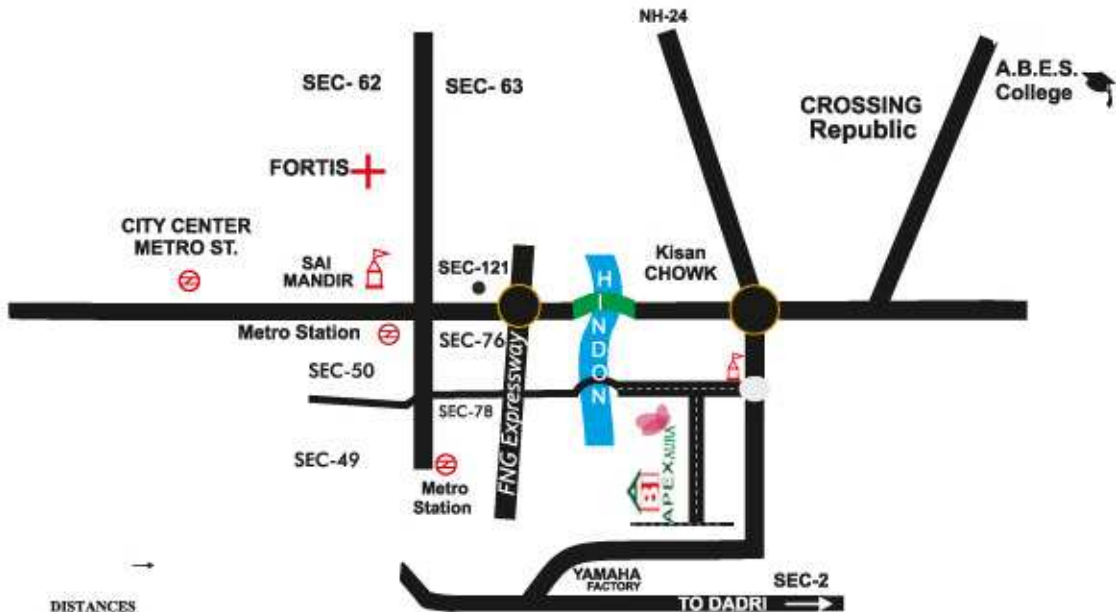 NH-24
SEC- 62
SEC- 63
A.B.E.S.
College
CROSSING
Republic
FORTIS
CITY CENTER
METRO ST.
SAI
MANDIR
SEC-121
Kisan
CHOWK
HINDON
Metro Station
SEC-76
SEC-50
FNG Expressway
SEC-78
APEX AURA
SEC-49
Metro
Station
YAMAHA
FACTORY
SEC-2
TO DADRI
DISTANCES